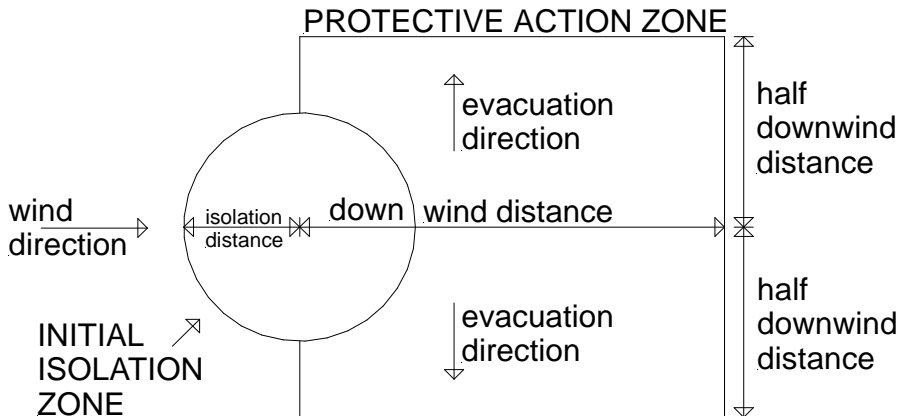 PROTECTIVE ACTION ZONE
evacuation
direction
half
downwind
distance
wind
direction
isolation
distance
down wind distance
evacuation
direction
half
downwind
distance
INITIAL
ISOLATION
ZONE